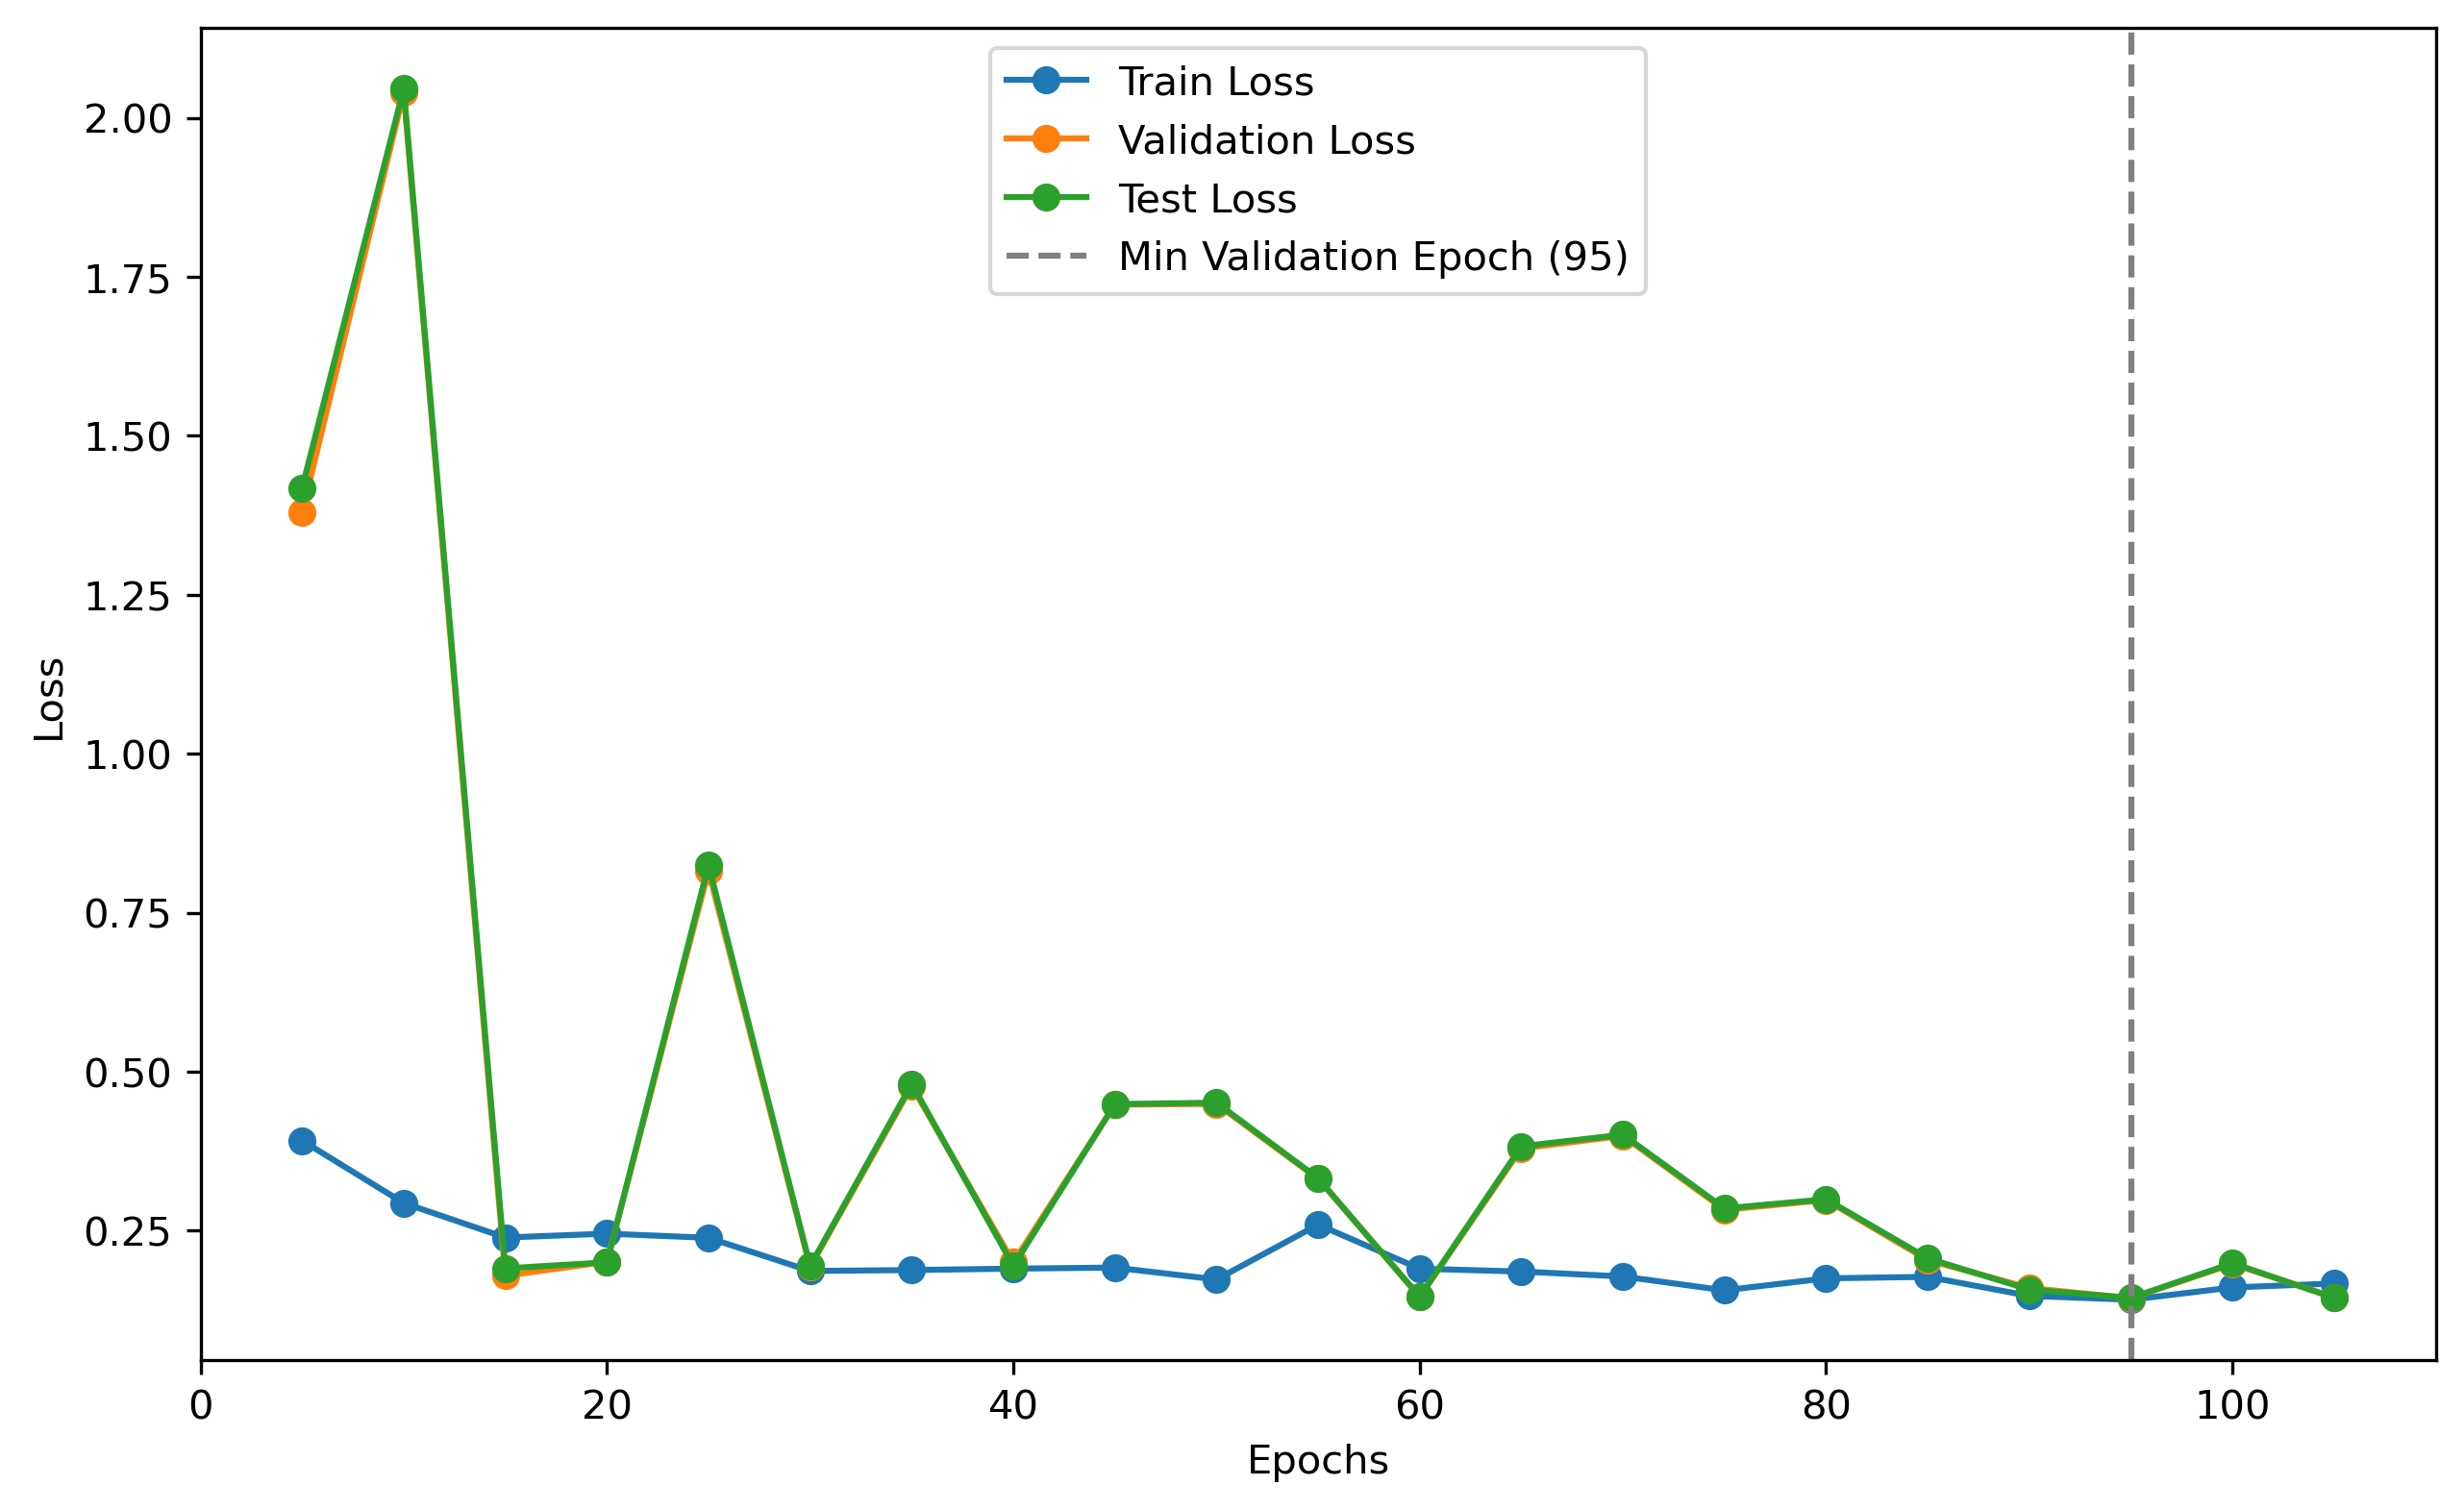 Train Loss
Validation Loss
Test Loss
Min Validation Epoch (95)
2.00
1.75
1.50
1.25
1.00
0.75
0.50
0.25
Loss
0 20 40 60 80 100
Epochs